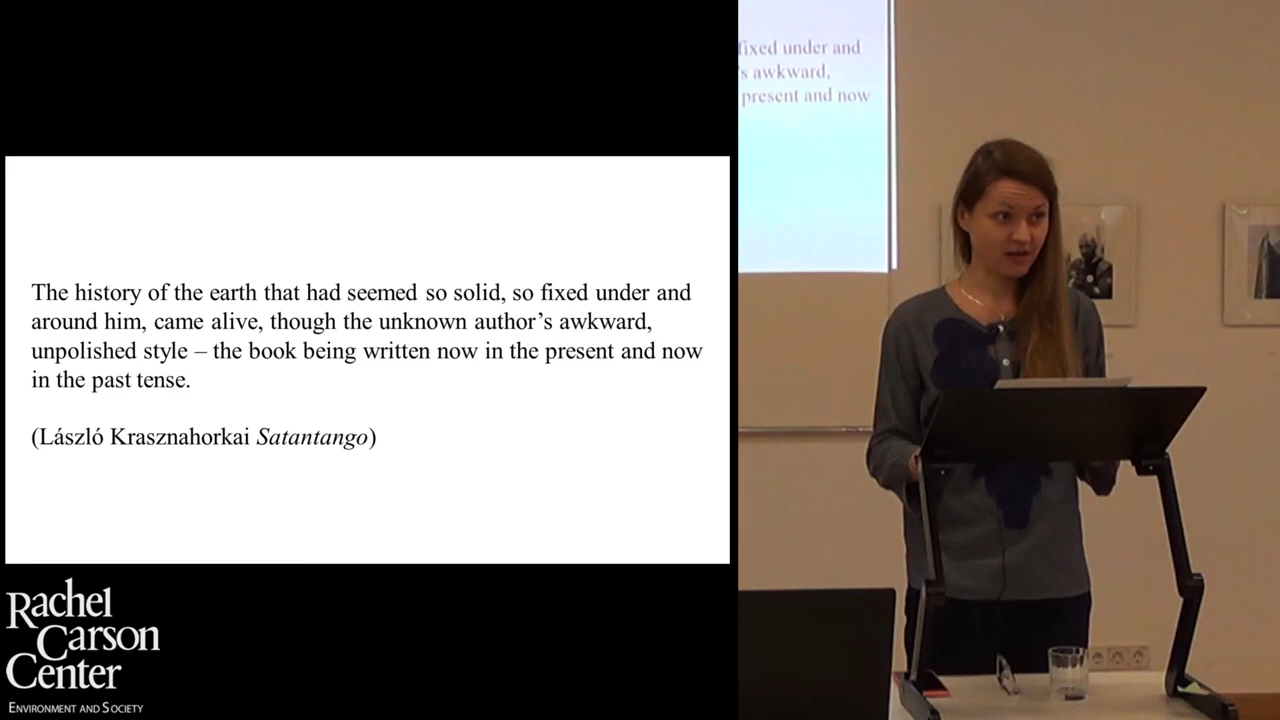 The history of the earth that had seemed so solid, so fixed under and
around him, came alive, though the unknown author’s awkward,
unpolished style – the book being written now in the present and now
in the past tense.
(László Krasznahorkai Satantango)
Rachel
Carson
Center
ENVIRONMENT AND SOCIETY
fixed under and
’s awkward,
present and now